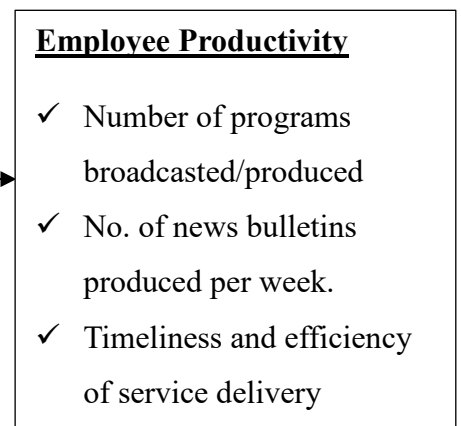 Employee Productivity
✓ Number of programs
broadcasted/produced
✓ No. of news bulletins
produced per week.
✓ Timeliness and efficiency
of service delivery